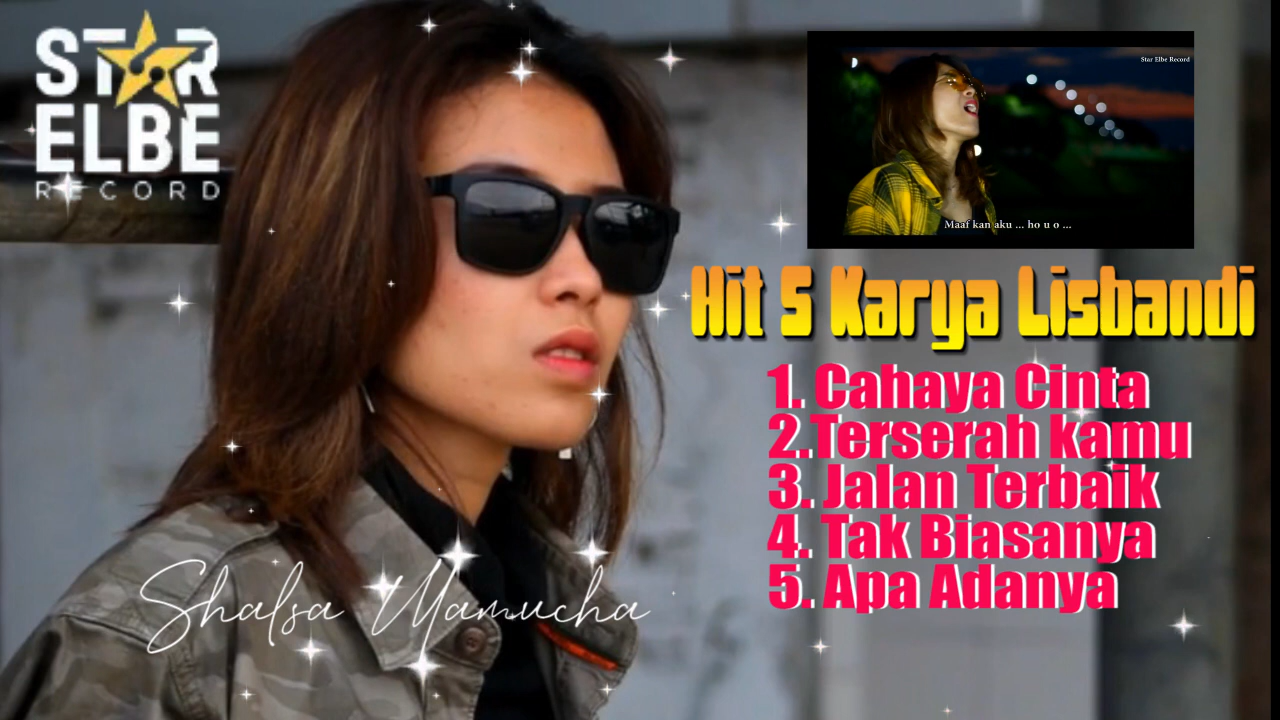 STAR
ELBE
RECORD
Star Elbe Record
Maaf kan aku ... ho u o ...
Hit 5 Karya Lisbandi
1. Cahaya Cinta
2..Terserah kamu
3. Jalan Terbaik
4. Tak Biasanya
5. Apa Adanya
Shalsa Mamucha